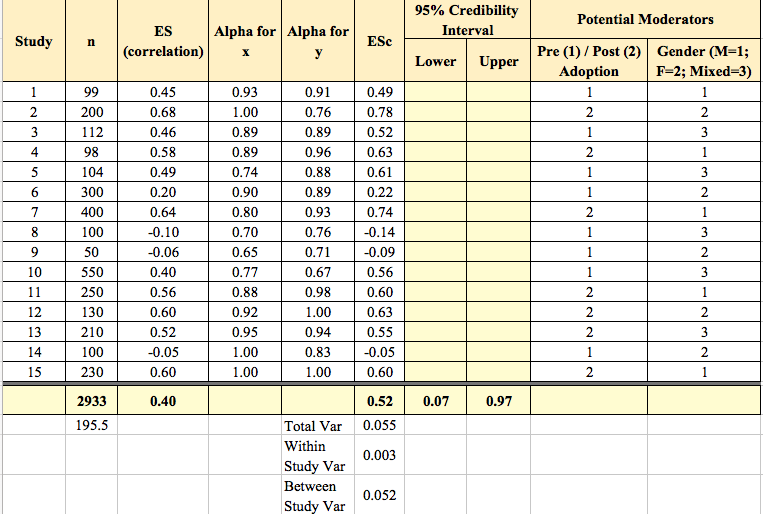 Study n ES (correlation) Alpha for x Alpha for y ESc 95% Credibility Interval Potential Moderators
Lower Upper Pre (1) / Post (2) Adoption Gender (M=1; F=2; Mixed=3)
1 99 0.45 0.93 0.91 0.49 1 1
2 200 0.68 1.00 0.76 0.78 2 2
3 112 0.46 0.89 0.89 0.52 1 3
4 98 0.58 0.89 0.96 0.63 2 1
5 104 0.49 0.74 0.88 0.61 1 3
6 300 0.20 0.90 0.89 0.22 1 2
7 400 0.64 0.80 0.93 0.74 2 1
8 100 -0.10 0.70 0.76 -0.14 1 3
9 50 -0.06 0.65 0.71 -0.09 1 2
10 550 0.40 0.77 0.67 0.56 1 3
11 250 0.56 0.88 0.98 0.60 2 1
12 130 0.60 0.92 1.00 0.63 2 2
13 210 0.52 0.95 0.94 0.55 2 3
14 100 -0.05 1.00 0.83 -0.05 1 2
15 230 0.60 1.00 1.00 0.60 2 1
2933 0.40 0.52 0.07 0.97
195.5 Total Var 0.055
Within Study Var 0.003
Between Study Var 0.052